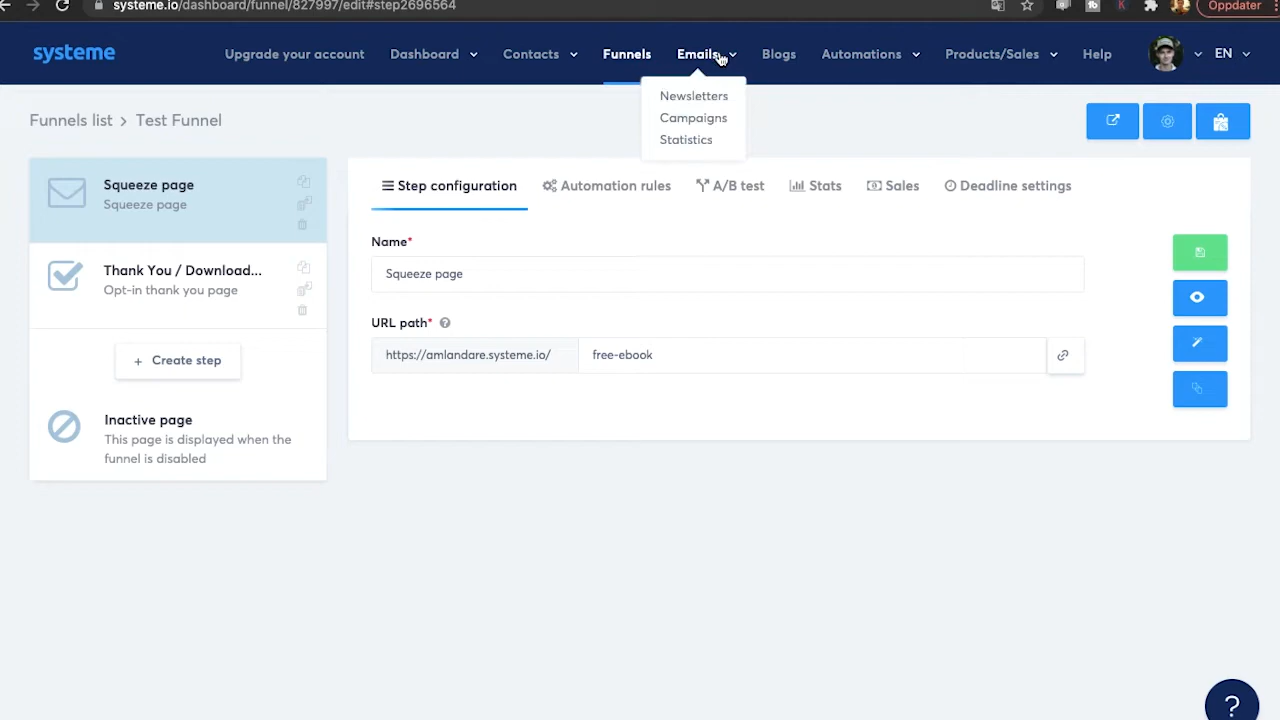 systeme.io/dashboard/funnel/827997/edit#step2696564
Oppdater
systeme
Upgrade your account
Dashboard
Contacts
Funnels
Emails
Blogs
Automations
Products/Sales
Help
EN
Newsletters
Campaigns
Statistics
Funnels list > Test Funnel
Squeeze page
Squeeze page
Thank You / Download...
Opt-in thank you page
+ Create step
Inactive page
This page is displayed when the
funnel is disabled
Step configuration
Automation rules
A/B test
Stats
Sales
Deadline settings
Name*
Squeeze page
URL path* ?
https://amlandare.systeme.io/
free-ebook
?